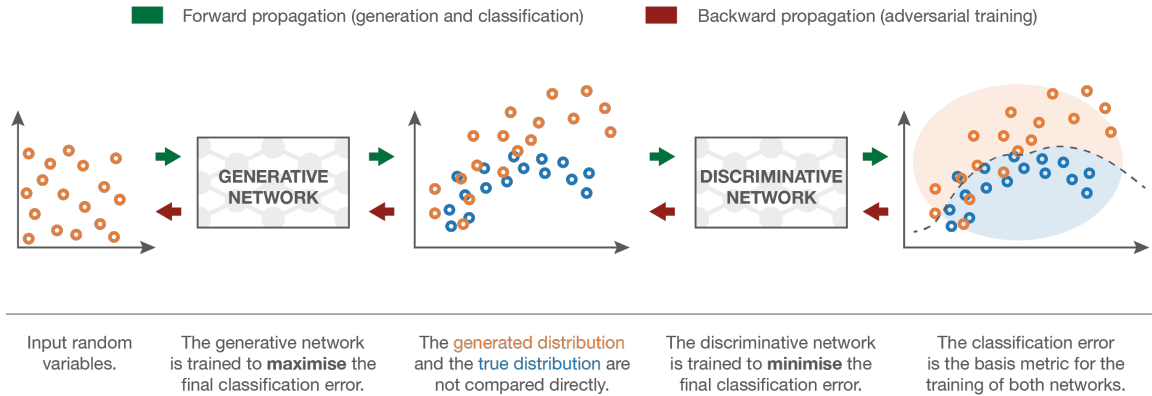 Forward propagation (generation and classification)
Backward propagation (adversarial training)
GENERATIVE
NETWORK
DISCRIMINATIVE
NETWORK
Input random
variables.
The generative network
is trained to maximise the
final classification error.
The generated distribution
and the true distribution are
not compared directly.
The discriminative network
is trained to minimise the
final classification error.
The classification error
is the basis metric for the
training of both networks.